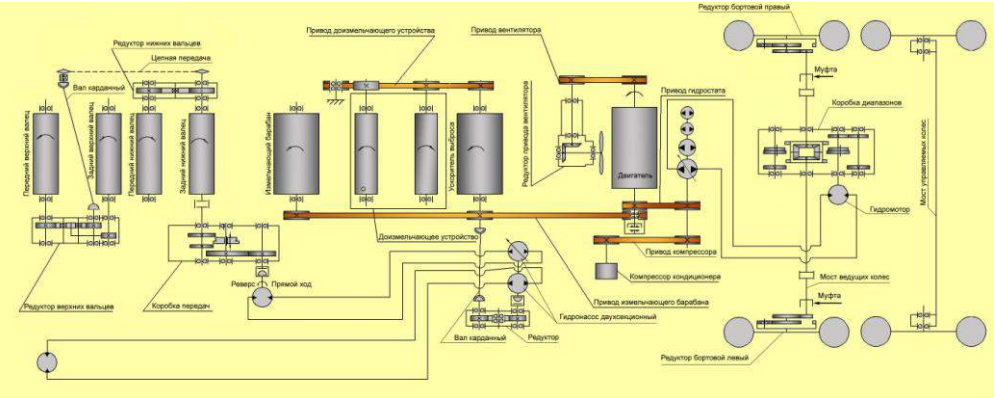 Редуктор бортовой правый
Привод доизмельчающего устройства
Привод вентилятора
Редуктор нижних вальцев
Цепная передача
Вал карданный
Муфта
Привод гидростата
Коробка диапазонов
Передний верхний валец
Задний верхний валец
Передний нижний валец
Задний нижний валец
Измельчающий барабан
Ускоритель выброса
Редуктор привода вентилятора
Двигатель
Мост управляемых колес
Гидромотор
Доизмельчающее устройство
Привод компрессора
Компрессор кондиционера
Мост ведущих колес
Реверс
Прямой ход
Редуктор верхних вальцев
Коробка передач
Привод измельчающего барабана
Муфта
Гидронасос двухсекционный
Вал карданный
Редуктор
Редуктор бортовой левый